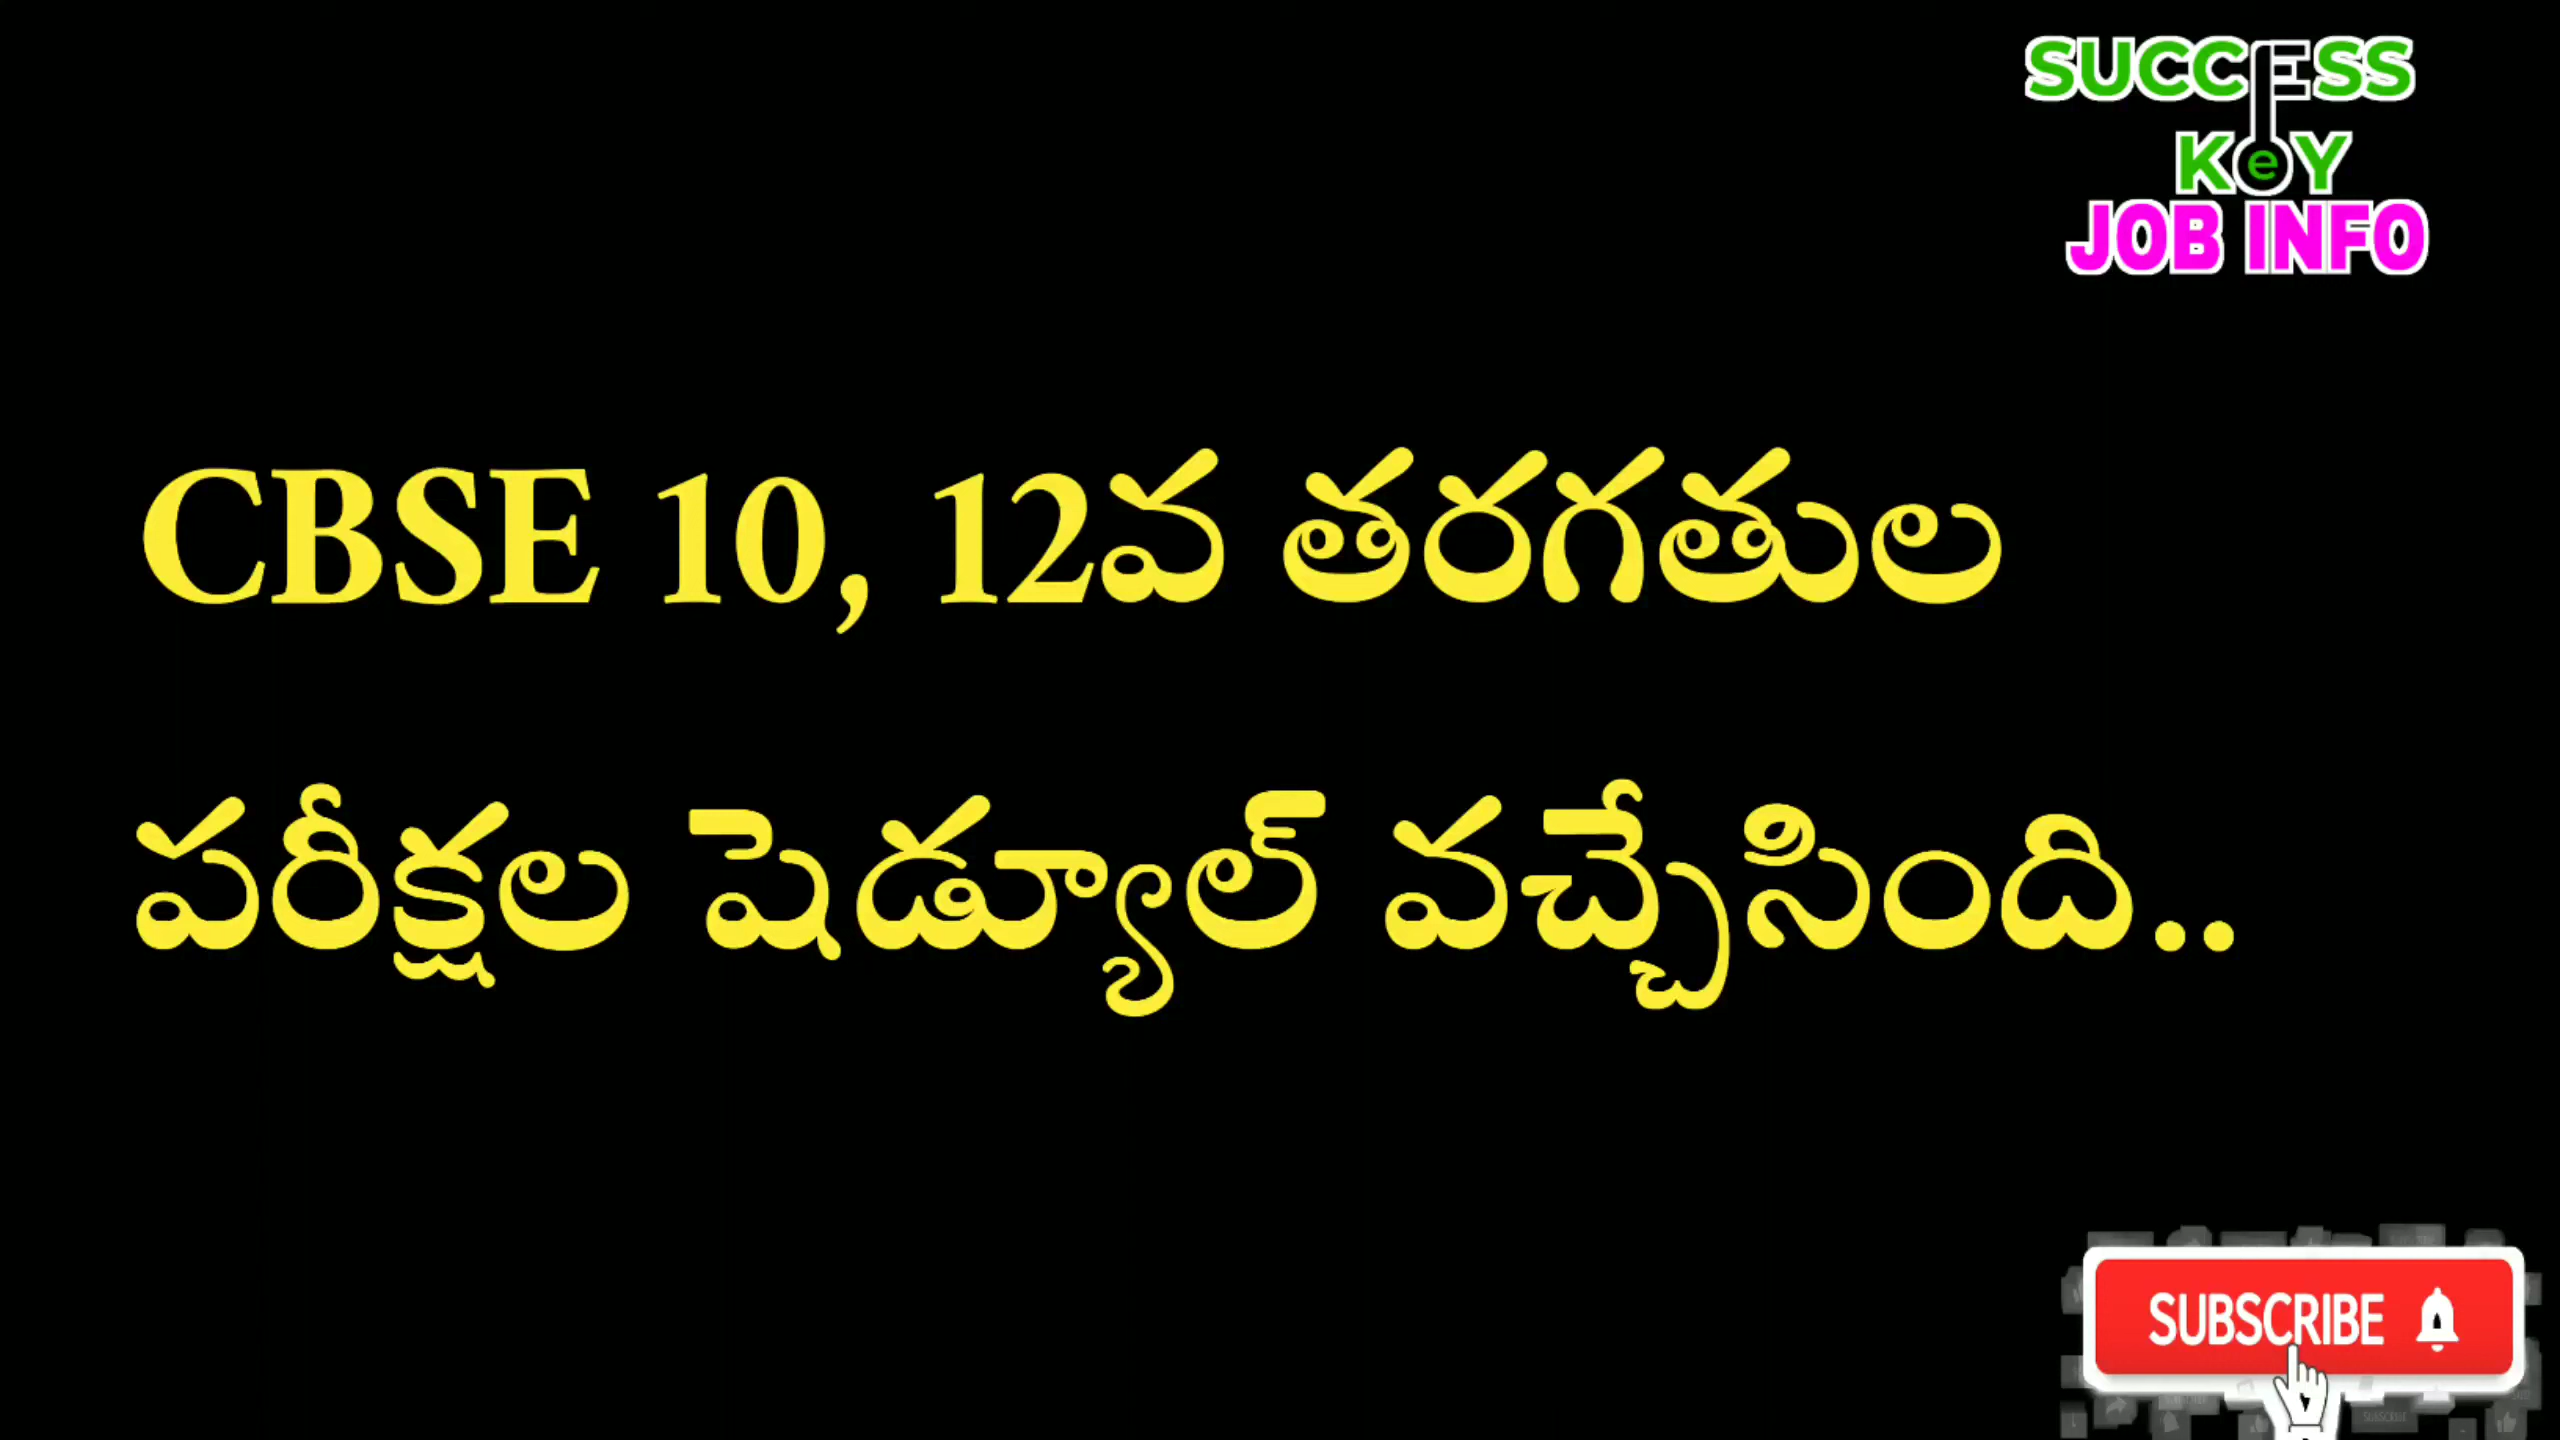 SUCCESS
KeY
JOB INFO
CBSE 10, 12వ తరగతుల
పరీక్షల షెడ్యూల్ వచ్చేసింది..
SUBSCRIBE